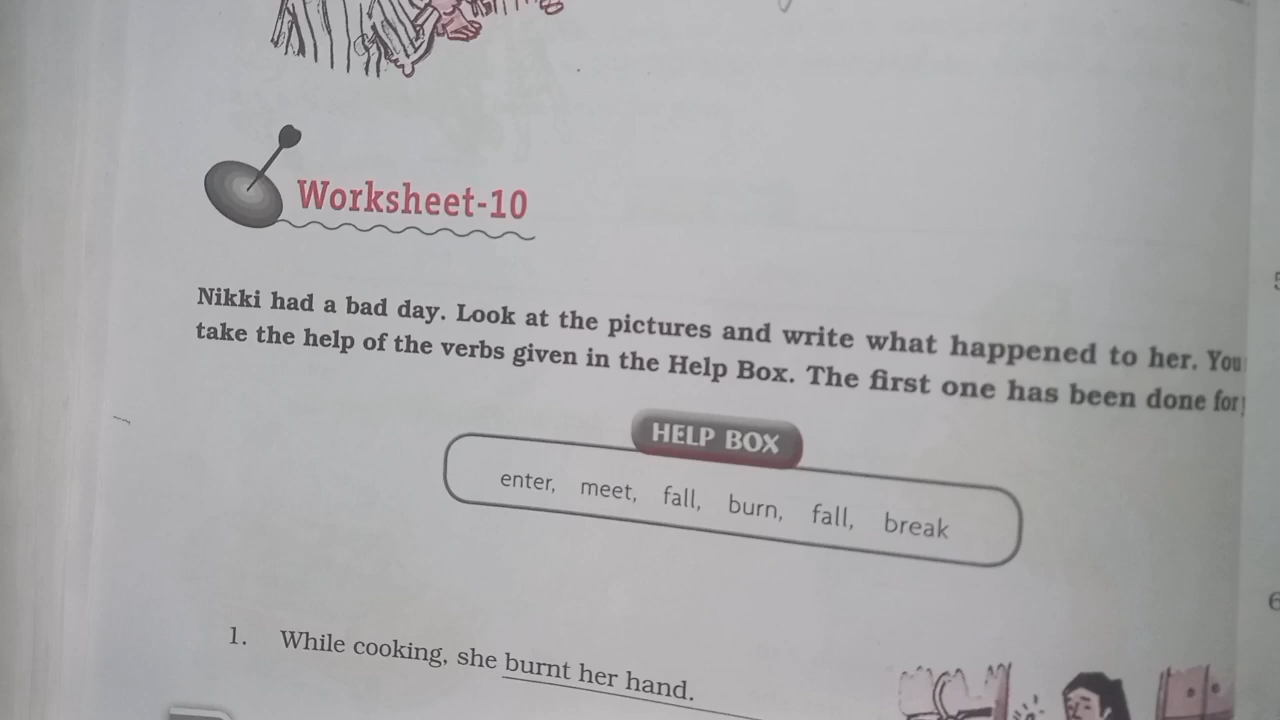 Worksheet-10
Nikki had a bad day. Look at the pictures and write what happened to her. You
take the help of the verbs given in the Help Box. The first one has been done for
HELP BOX
enter, meet, fall, burn, fall, break
1. While cooking, she burnt her hand.
6